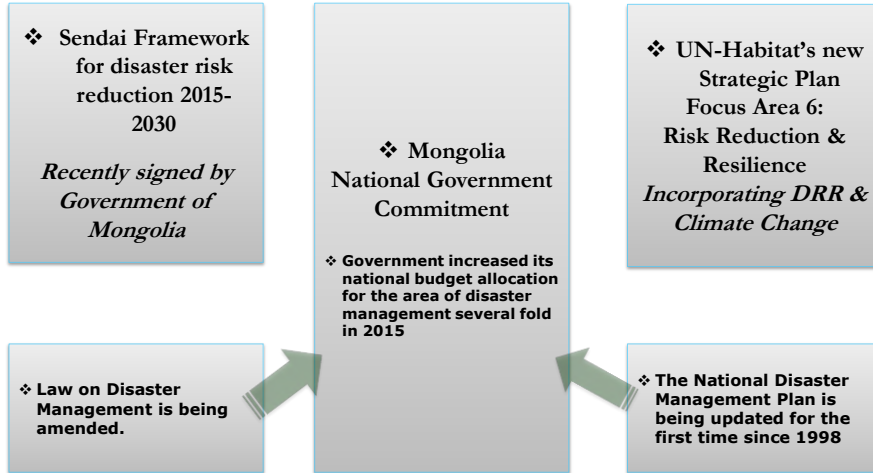 ❖ Sendai Framework
for disaster risk
reduction 2015-
2030
Recently signed by
Government of
Mongolia
❖ Mongolia
National Government
Commitment
❖ Government increased its
national budget allocation
for the area of disaster
management several fold
in 2015
❖ UN-Habitat's new
Strategic Plan
Focus Area 6:
Risk Reduction &
Resilience
Incorporating DRR &
Climate Change
❖ Law on Disaster
Management is being
amended.
❖ The National Disaster
Management Plan is
being updated for the
first time since 1998